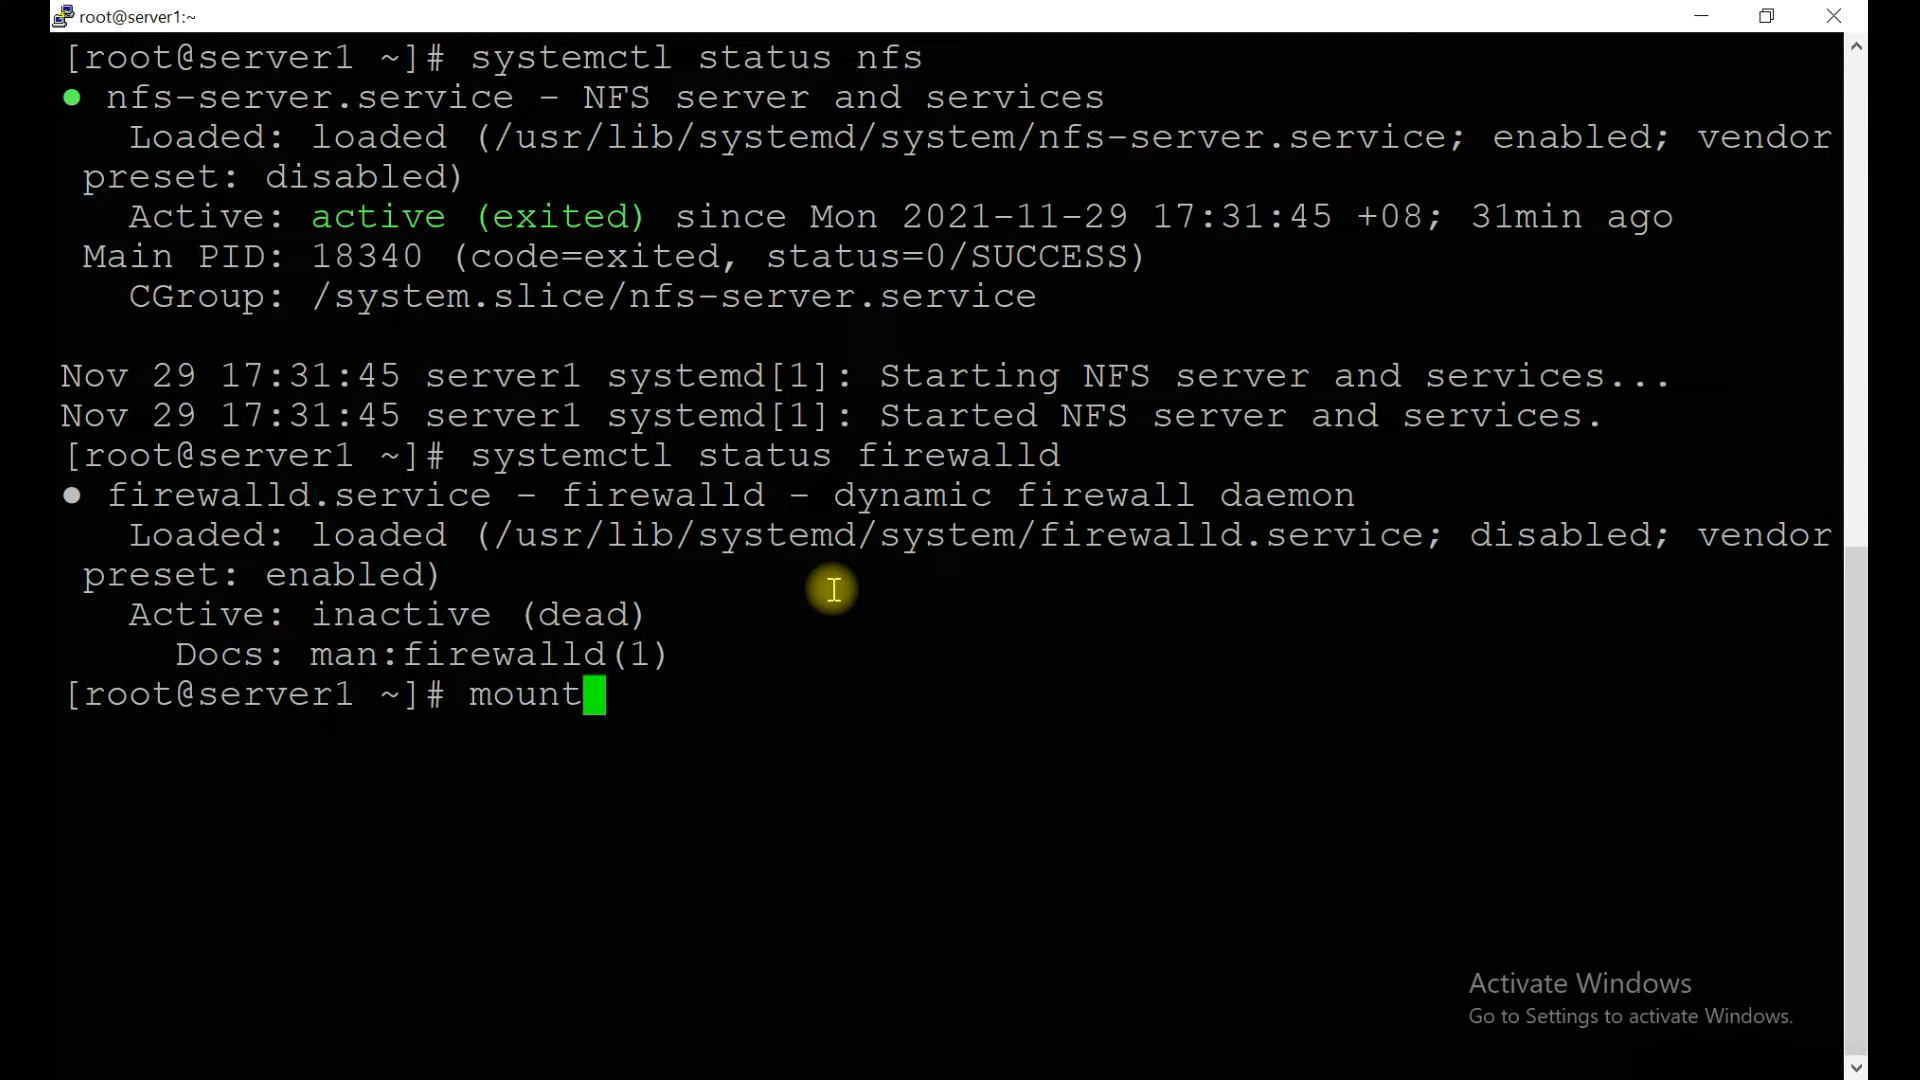 root@server1:~
[root@server1 ~]# systemctl status nfs
● nfs-server.service - NFS server and services
   Loaded: loaded (/usr/lib/systemd/system/nfs-server.service; enabled; vendor
 preset: disabled)
   Active: active (exited) since Mon 2021-11-29 17:31:45 +08; 31min ago
 Main PID: 18340 (code=exited, status=0/SUCCESS)
   CGroup: /system.slice/nfs-server.service
Nov 29 17:31:45 server1 systemd[1]: Starting NFS server and services...
Nov 29 17:31:45 server1 systemd[1]: Started NFS server and services.
[root@server1 ~]# systemctl status firewalld
● firewalld.service - firewalld - dynamic firewall daemon
   Loaded: loaded (/usr/lib/systemd/system/firewalld.service; disabled; vendor
 preset: enabled)
   Active: inactive (dead)
     Docs: man:firewalld(1)
[root@server1 ~]# mount
Activate Windows
Go to Settings to activate Windows.